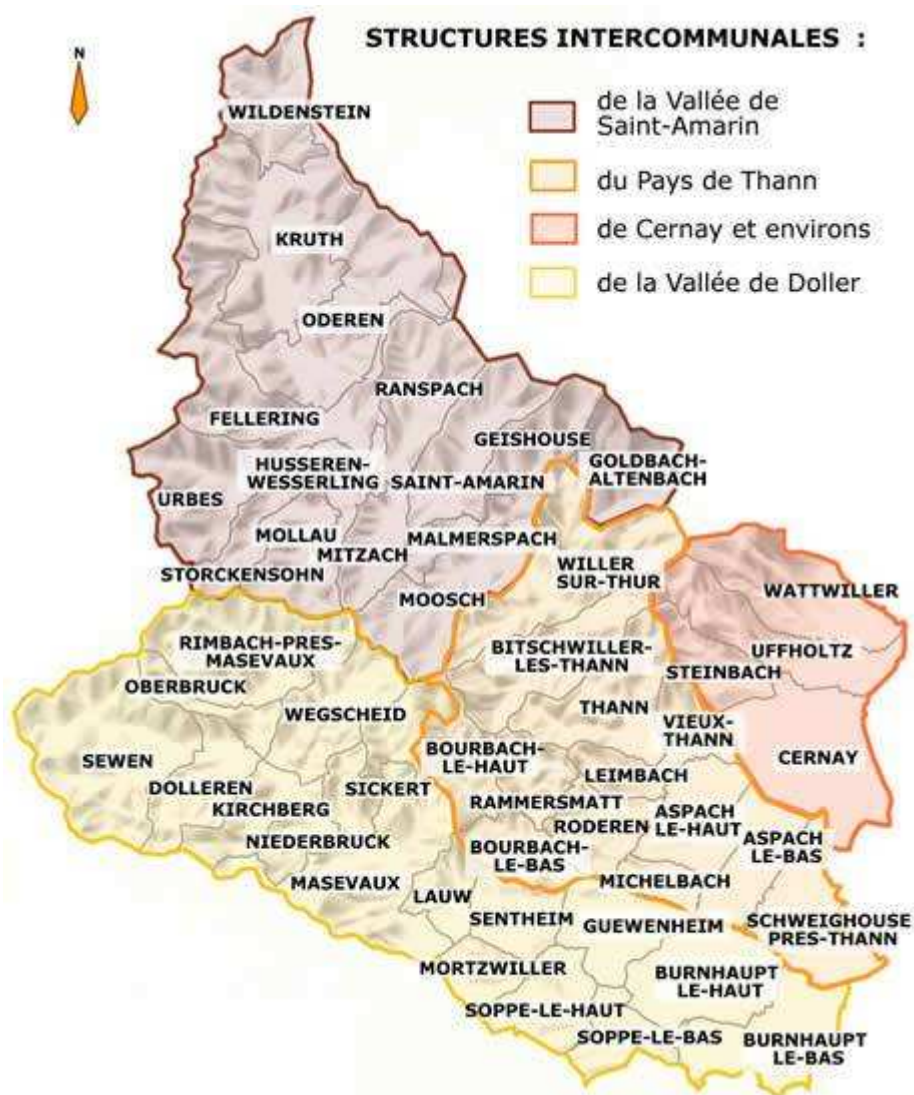 STRUCTURES INTERCOMMUNALES :
N
de la Vallée de
Saint-Amarin
du Pays de Thann
de Cernay et environs
de la Vallée de Doller
WILDENSTEIN
KRUTH
ODEREN
RANSPACH
FELLERING
GEISHOUSE
GOLDBACH-
ALTENBACH
HUSSEREN-
WESSERLING
SAINT-AMARIN
URBES
MOLLAU
MITZACH
MALMERSPACH
STORCKENSOHN
MOOSCH
WILLER
SUR-THUR
WATTWILLER
RIMBACH-PRES-
MASEVAUX
BITSCHWILLER-
LES-THANN
UFFHOLTZ
STEINBACH
OBERBRUCK
WEGSCHEID
THANN
VIEUX-
THANN
SEWEN
BOURBACH-
LE-HAUT
CERNAY
DOLLEREN
SICKERT
LEIMBACH
KIRCHBERG
RAMMERSMATT
ASPACH
LE-HAUT
RODEREN
NIEDERBRUCK
BOURBACH-
LE-BAS
ASPACH
LE-BAS
MASEVAUX
MICHELBACH
LAUW
SENTHEIM
GUEWENHEIM
SCHWEIGHOUSE
PRES-THANN
MORTZWILLER
BURNHAUPT
LE-HAUT
SOPPE-LE-HAUT
SOPPE-LE-BAS
BURNHAUPT
LE-BAS